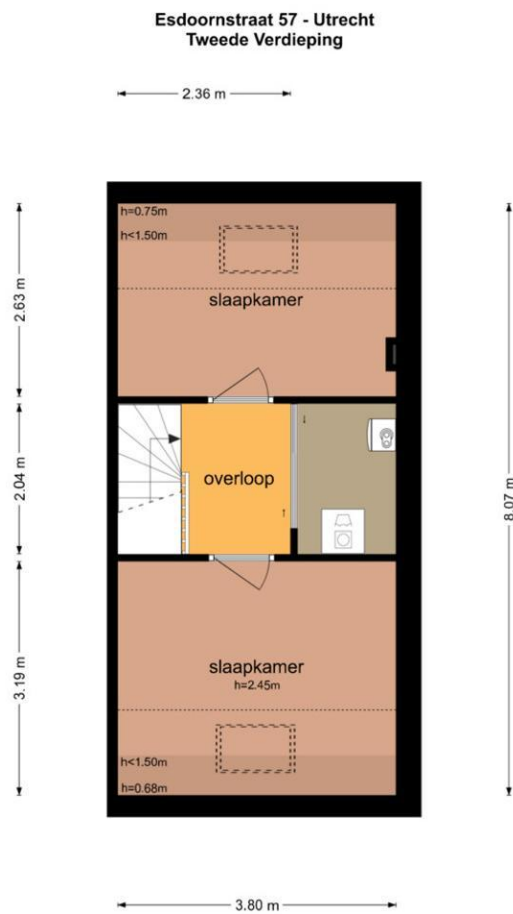 Esdoornstraat 57 - Utrecht
Tweede Verdieping
2.36 m
h=0.75m
h<1.50m
2.63 m
slaapkamer
2.04 m
overloop
8.07 m
3.19 m
slaapkamer
h=2.45m
h<1.50m
h=0.68m
3.80 m